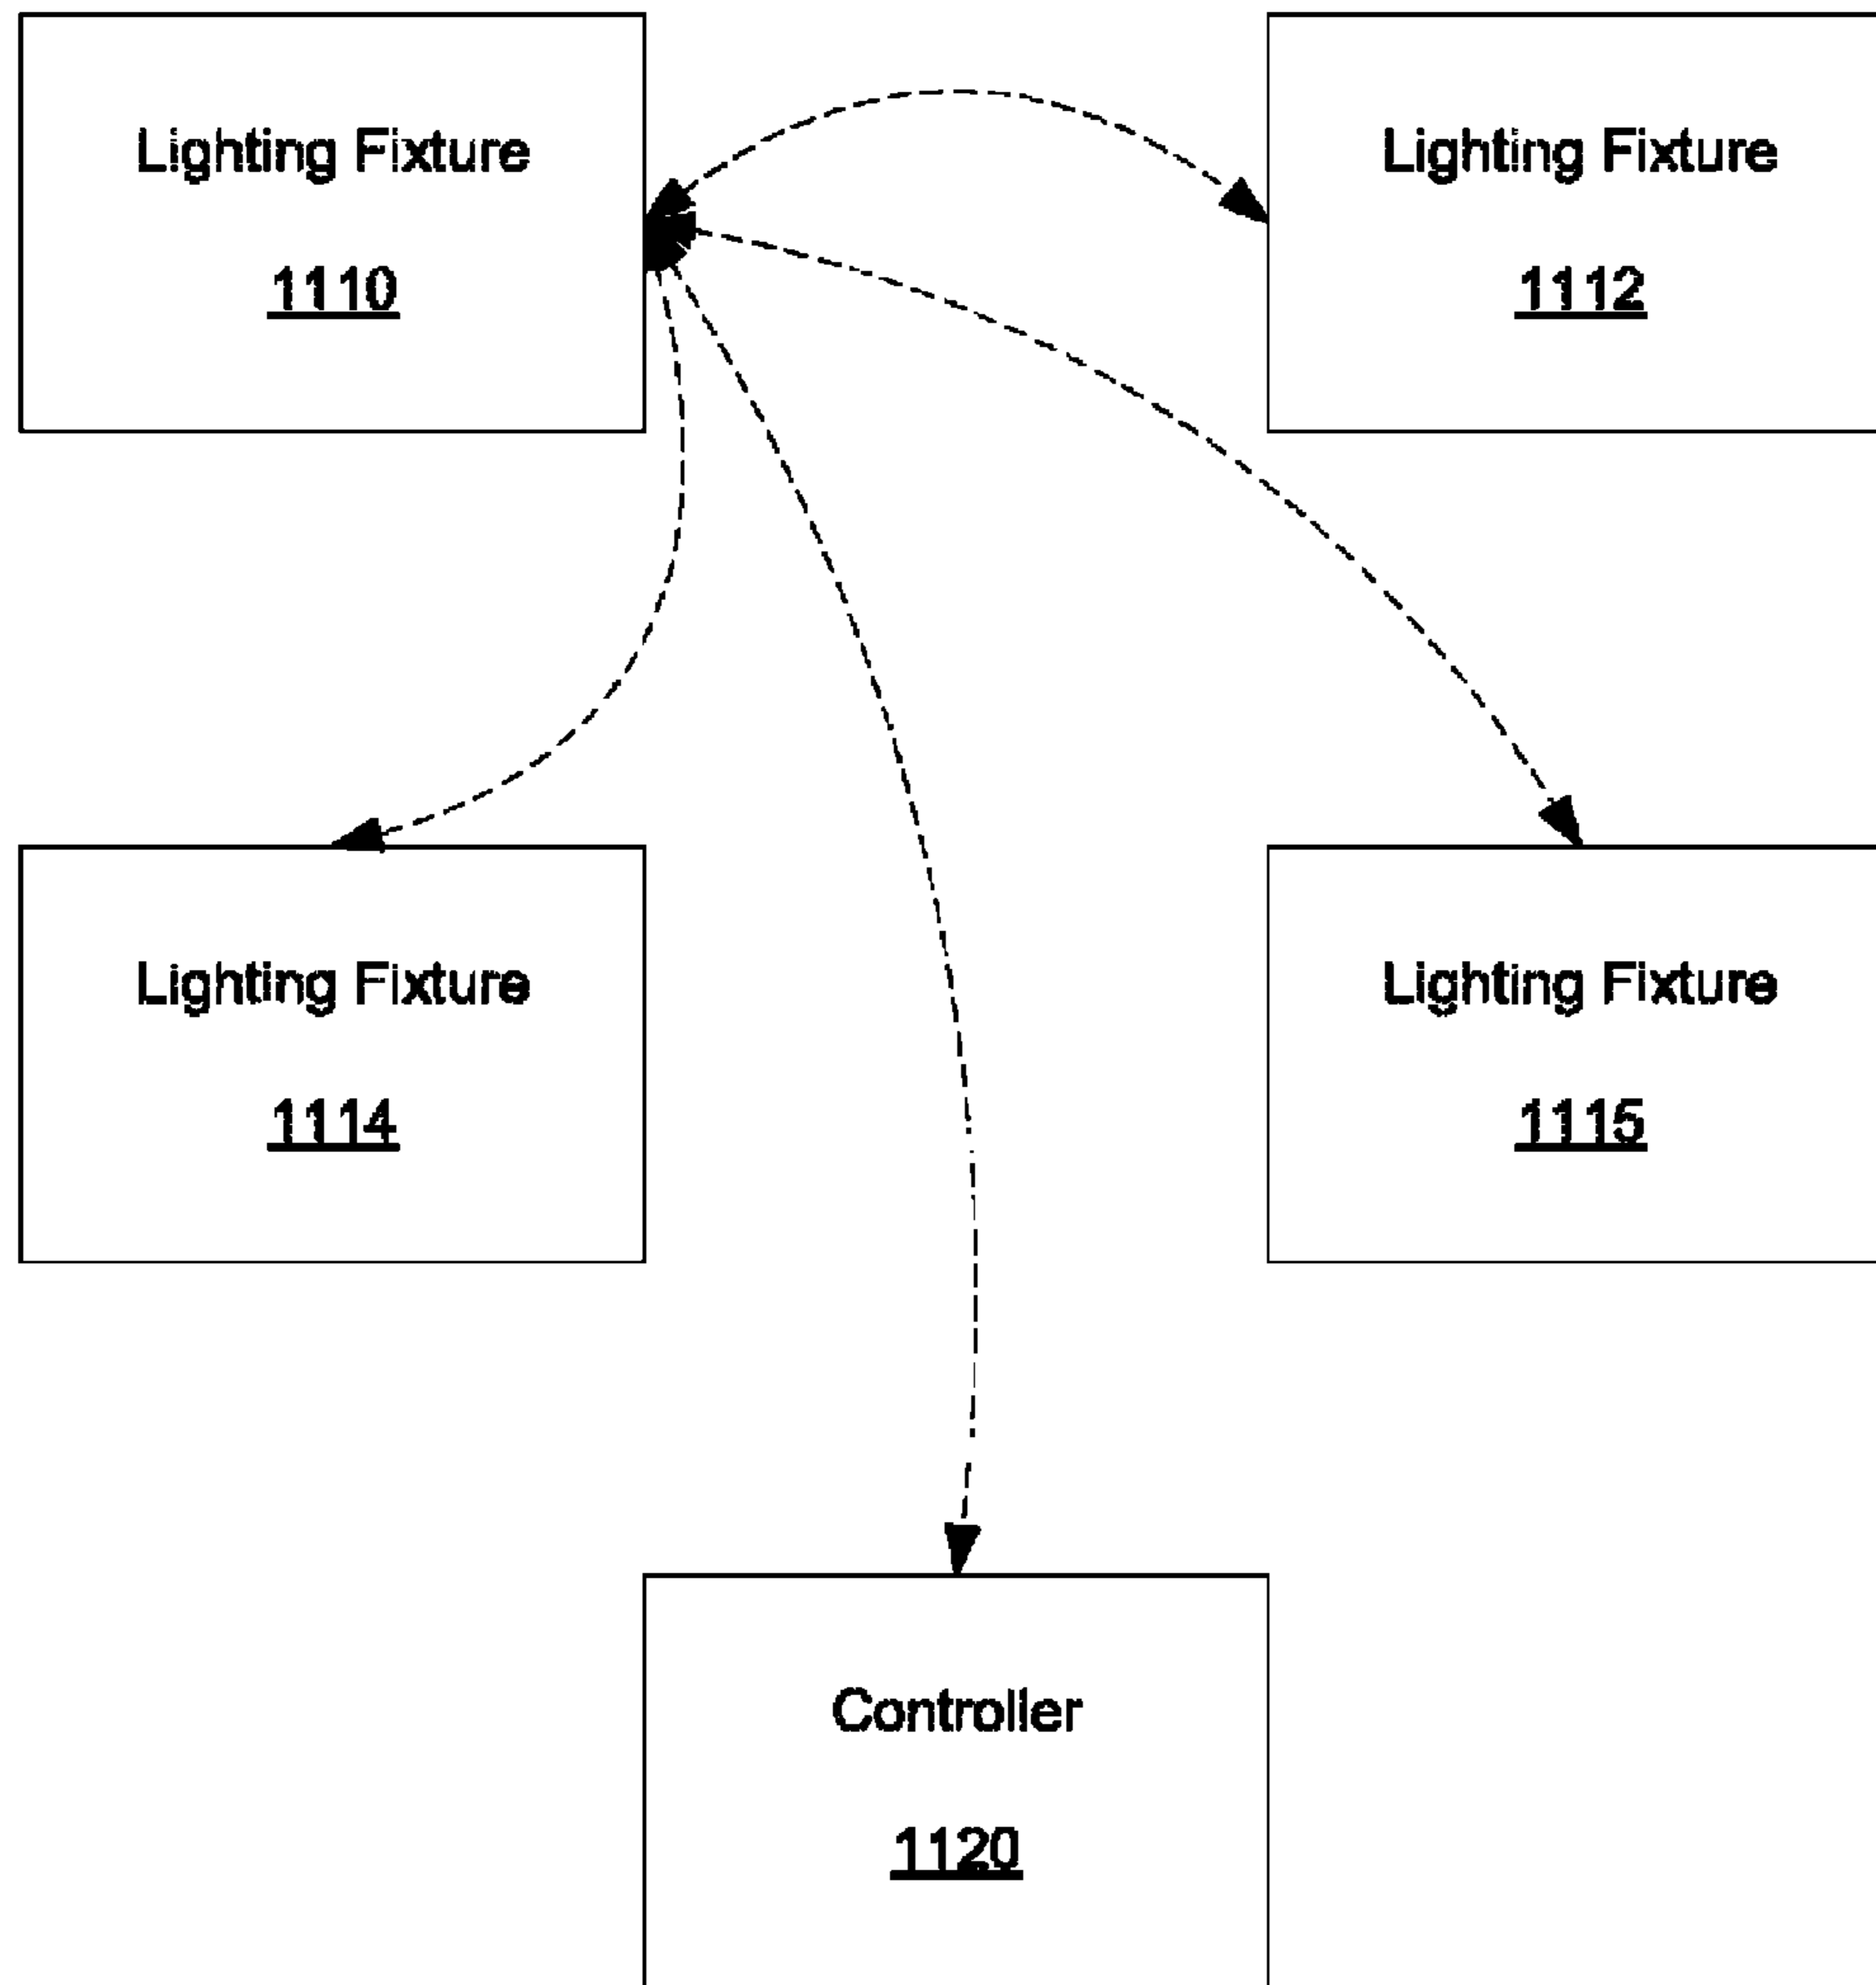 Lighting Fixture
1110
Lighting Fixture
1112
Lighting Fixture
1114
Lighting Fixture
1115
Controller
1120